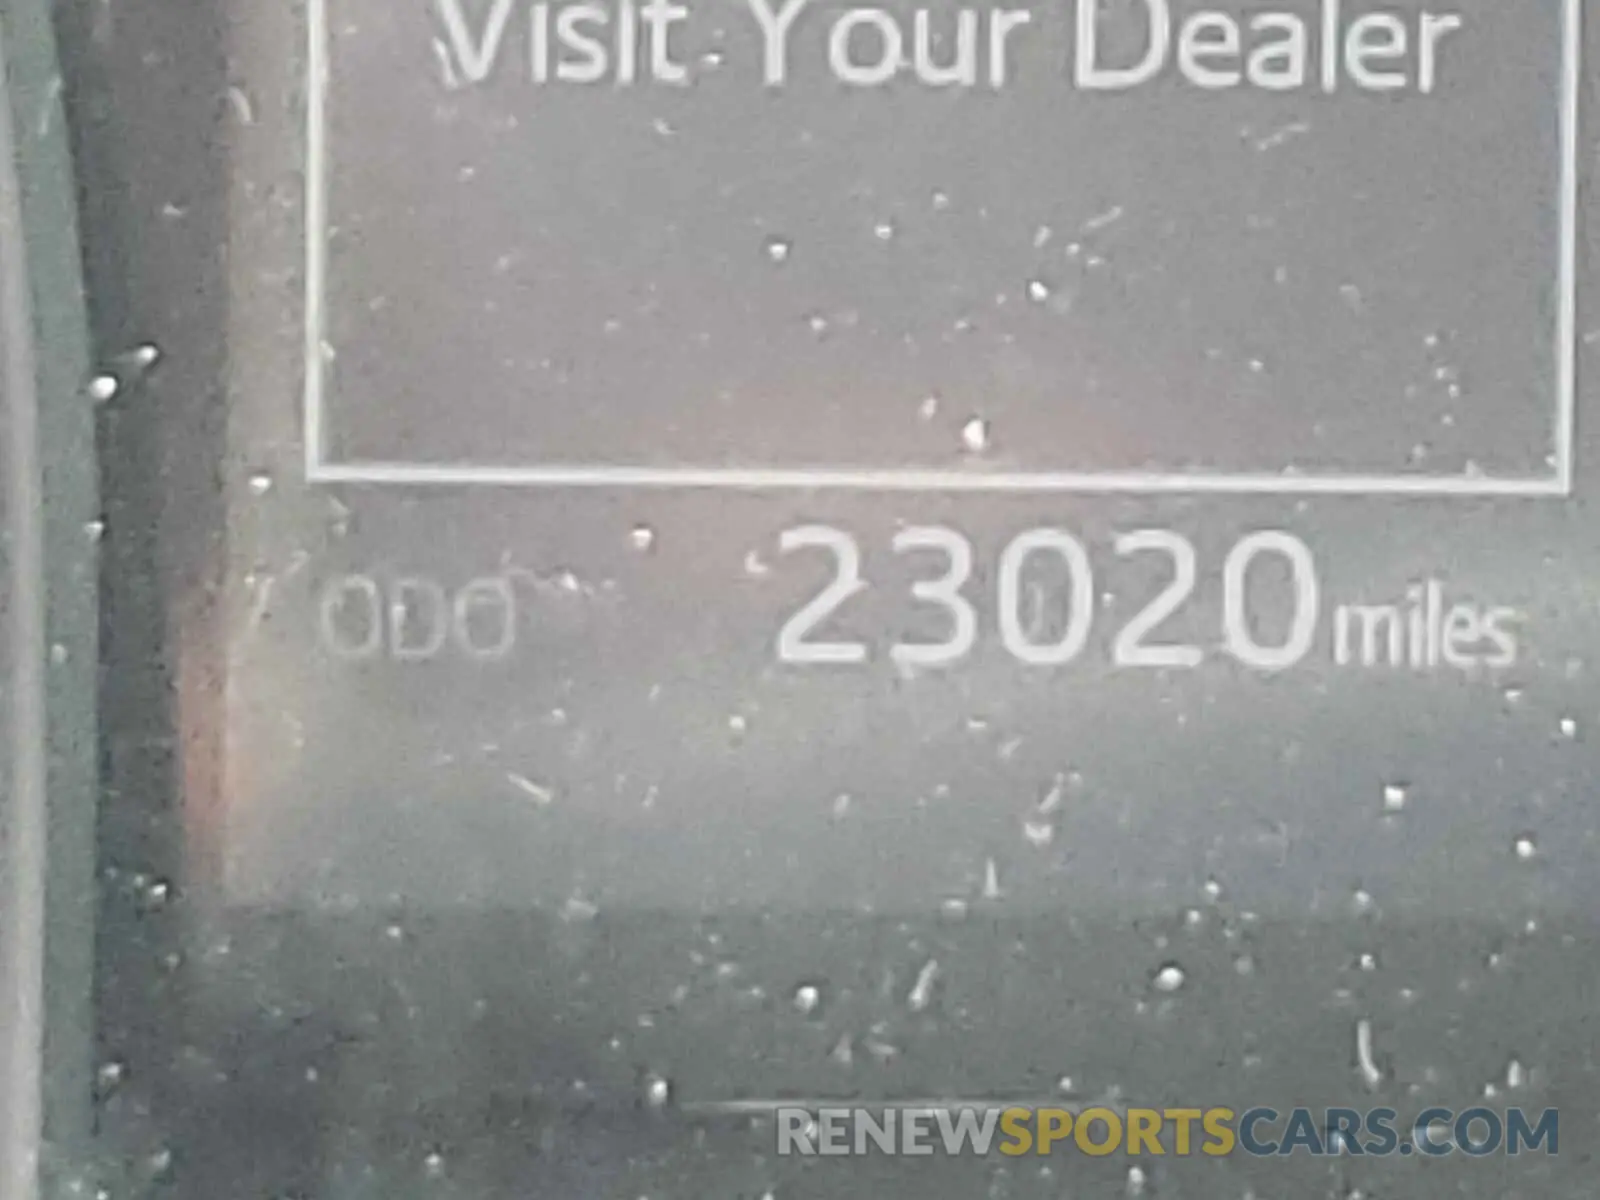 Visit Your Dealer
ODO 23020 miles
RENEWSPORTSCARS.COM